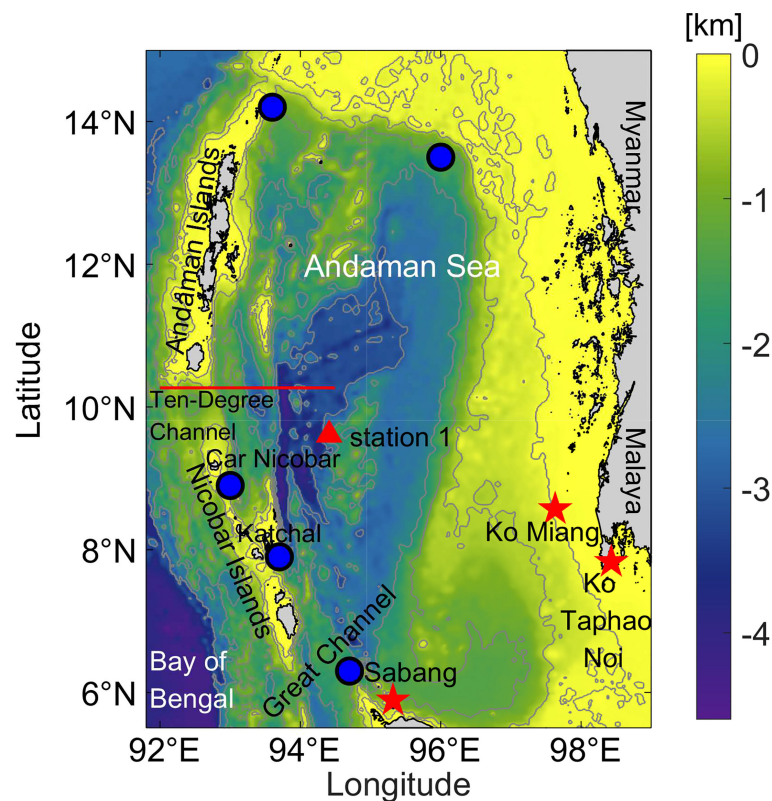 [km]
0
-1
-2
-3
-4
14°N
12°N
10°N
8°N
6°N
Latitude
92°E
94°E
96°E
98°E
Longitude
Andaman Islands
Myanmar
Andaman Sea
Ten-Degree
Channel
station 1
Car Nicobar
Nicobar Islands
Katchal
Malaya
Ko Miang
Ko
Taphao
Noi
Great Channel
Sabang
Bay of
Bengal